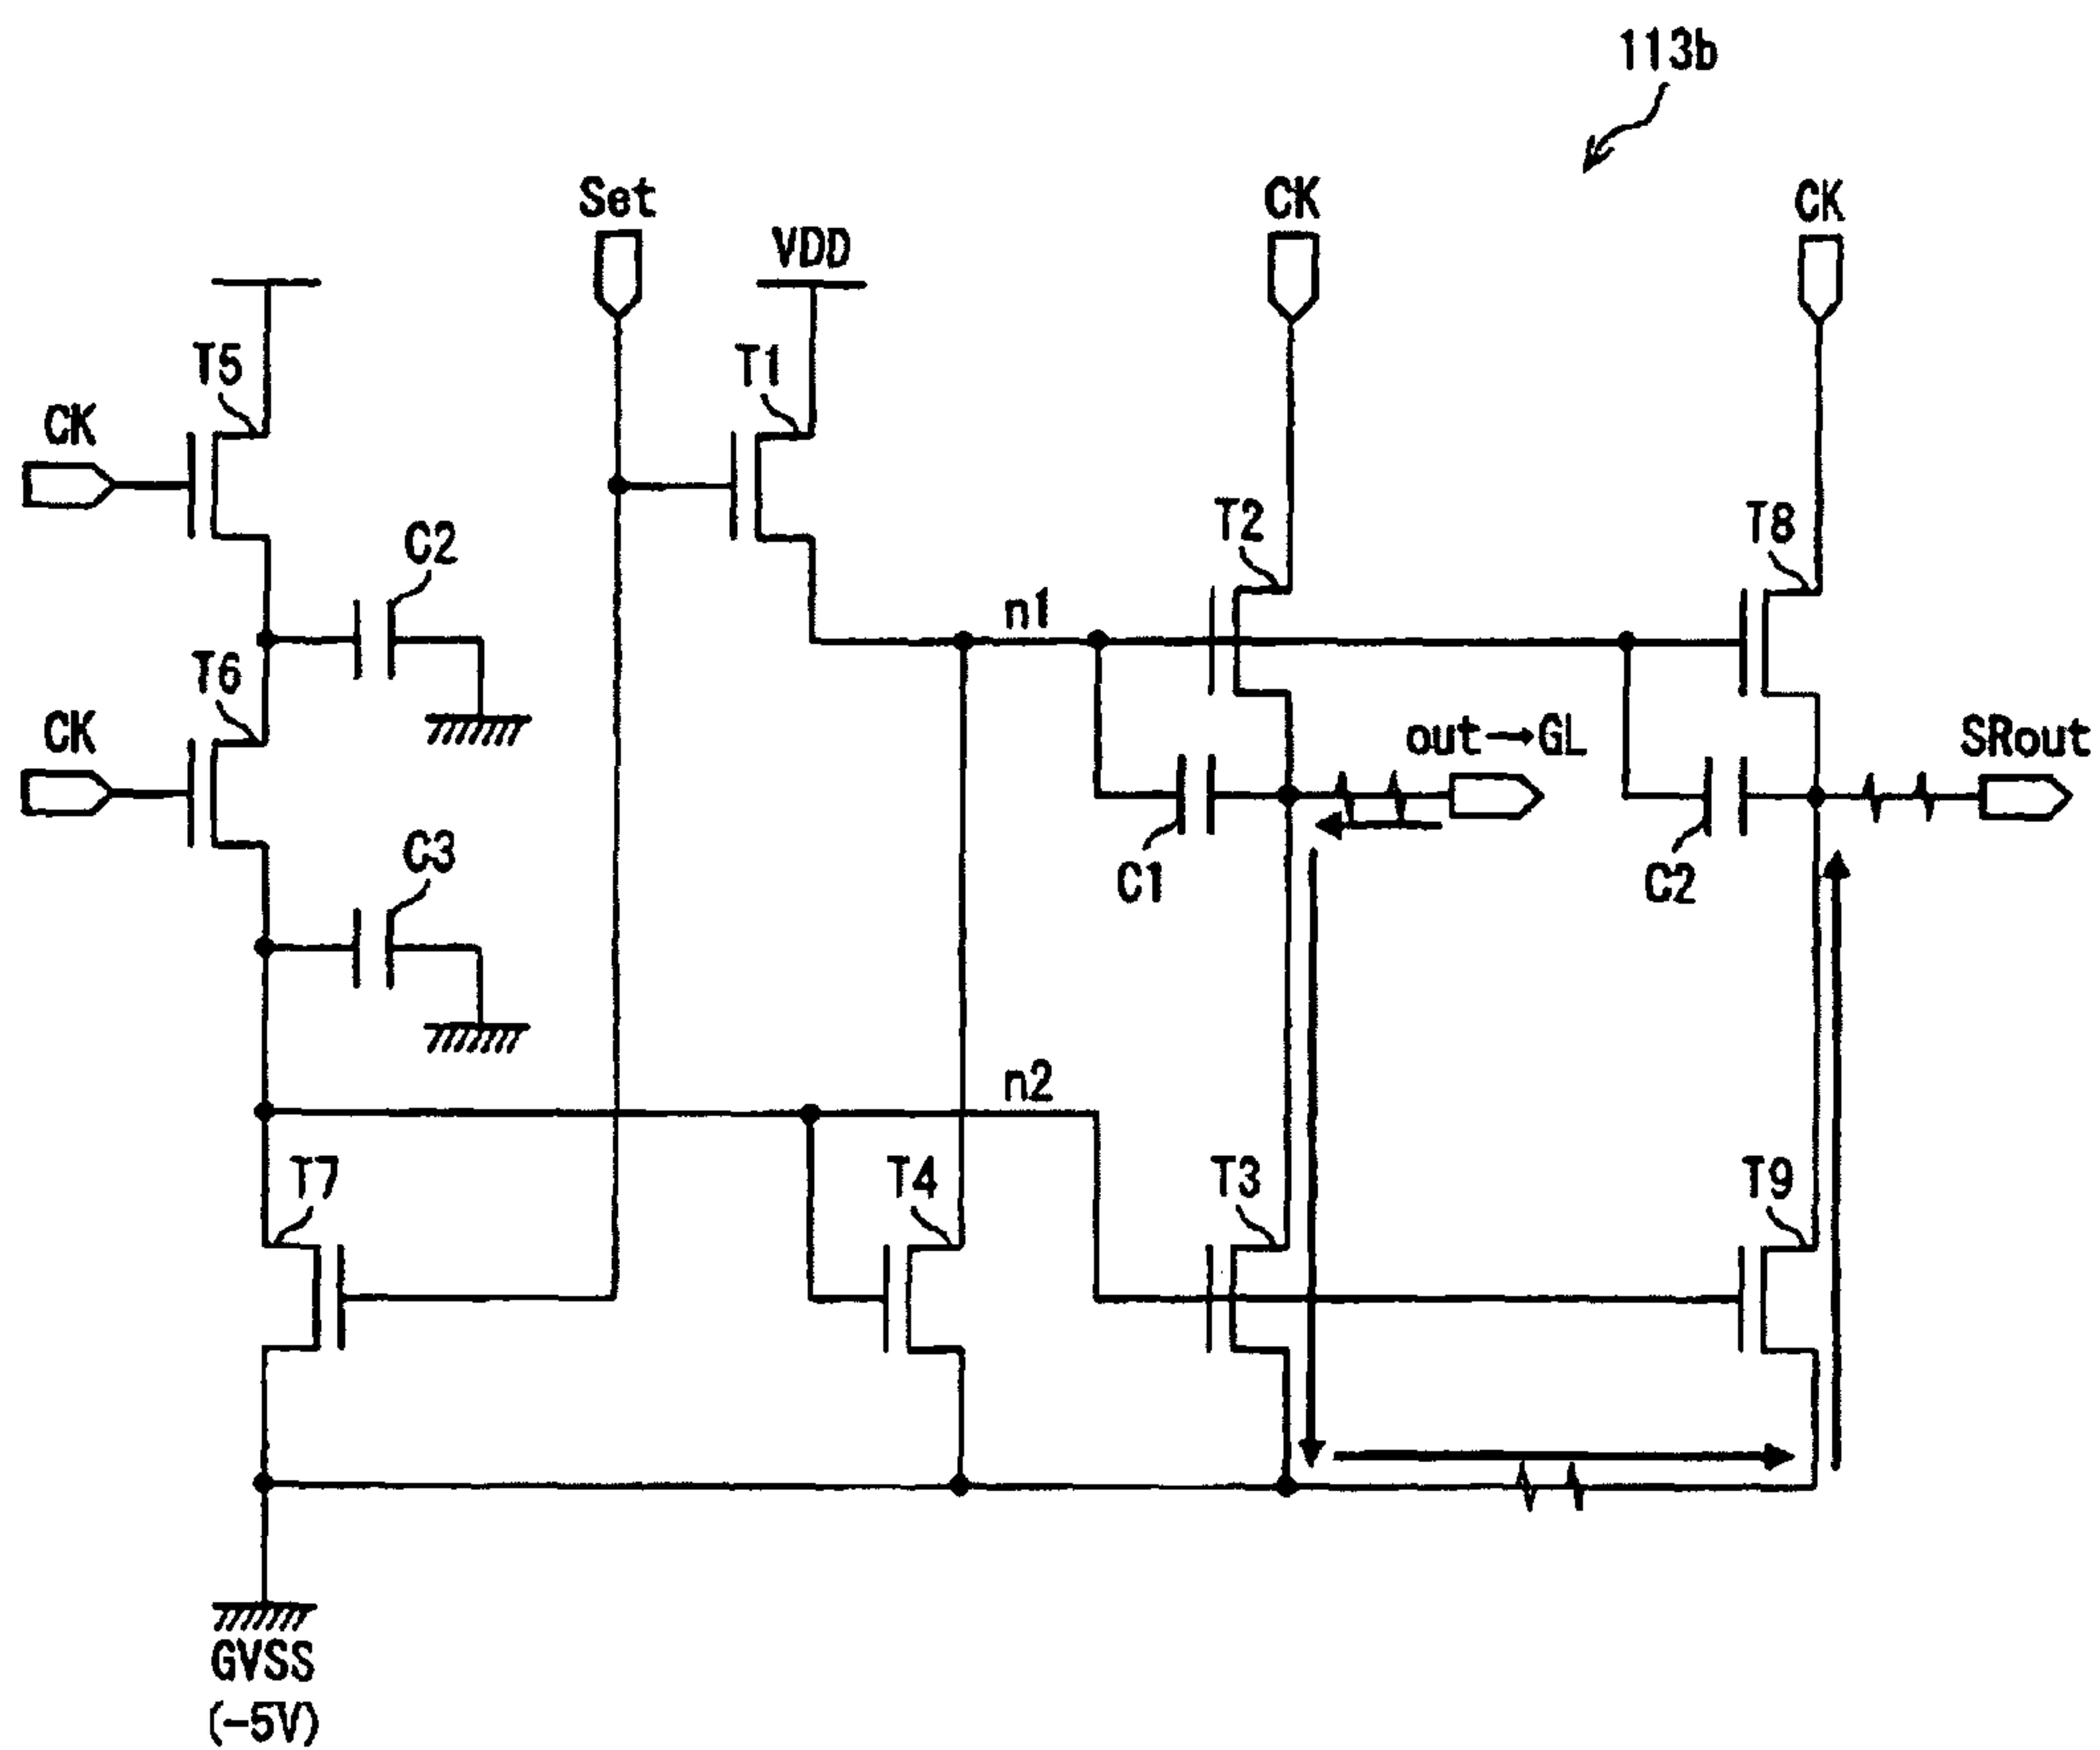 113b
Set
CK
CK
VDD
T5
T1
CK
C2
T2
T8
n1
T6
CK
out→GL
SRout
C3
C1
C2
n2
T7
T4
T3
T9
GVSS
(-5V)